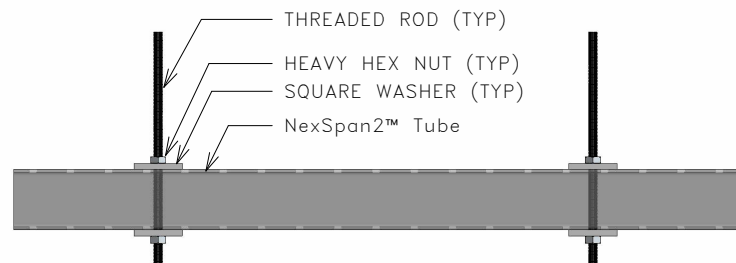 THREADED ROD (TYP)
HEAVY HEX NUT (TYP)
SQUARE WASHER (TYP)
NexSpan2™ Tube